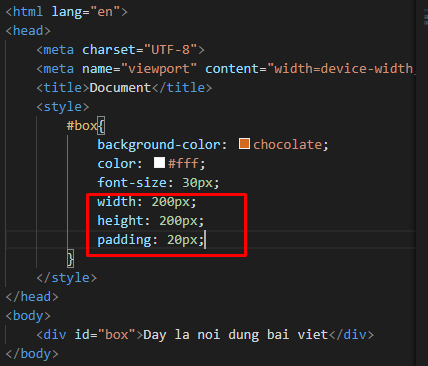 <html lang="en">
<head>
<meta charset="UTF-8">
<meta name="viewport" content="width=device-width,
<title>Document</title>
<style>
#box{
background-color: chocolate;
color: #fff;
font-size: 30px;
width: 200px;
height: 200px;
padding: 20px;
}
</style>
</head>
<body>
<div id="box">Day la noi dung bai viet</div>
</body>